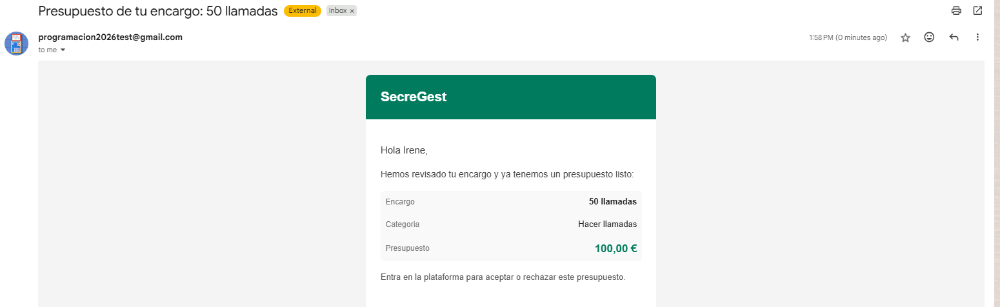 Presupuesto de tu encargo: 50 llamadas External Inbox ×
programacion2026test@gmail.com 1:58 PM (0 minutes ago)
to me
SecreGest
Hola Irene,
Hemos revisado tu encargo y ya tenemos un presupuesto listo:
Encargo 50 llamadas
Categoria Hacer llamadas
Presupuesto 100,00 €
Entra en la plataforma para aceptar o rechazar este presupuesto.